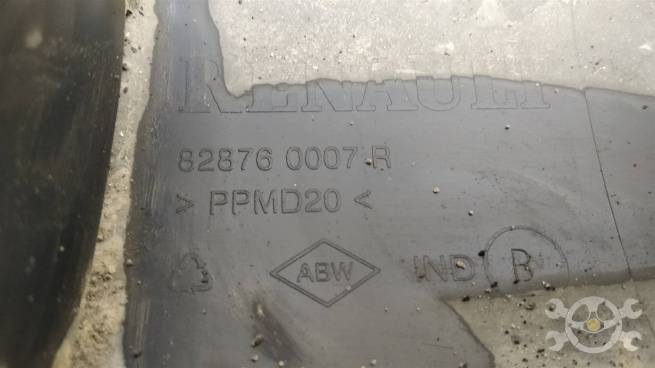 RENAULT
82876 0007 R
> PPMD20 <
ABW IND B